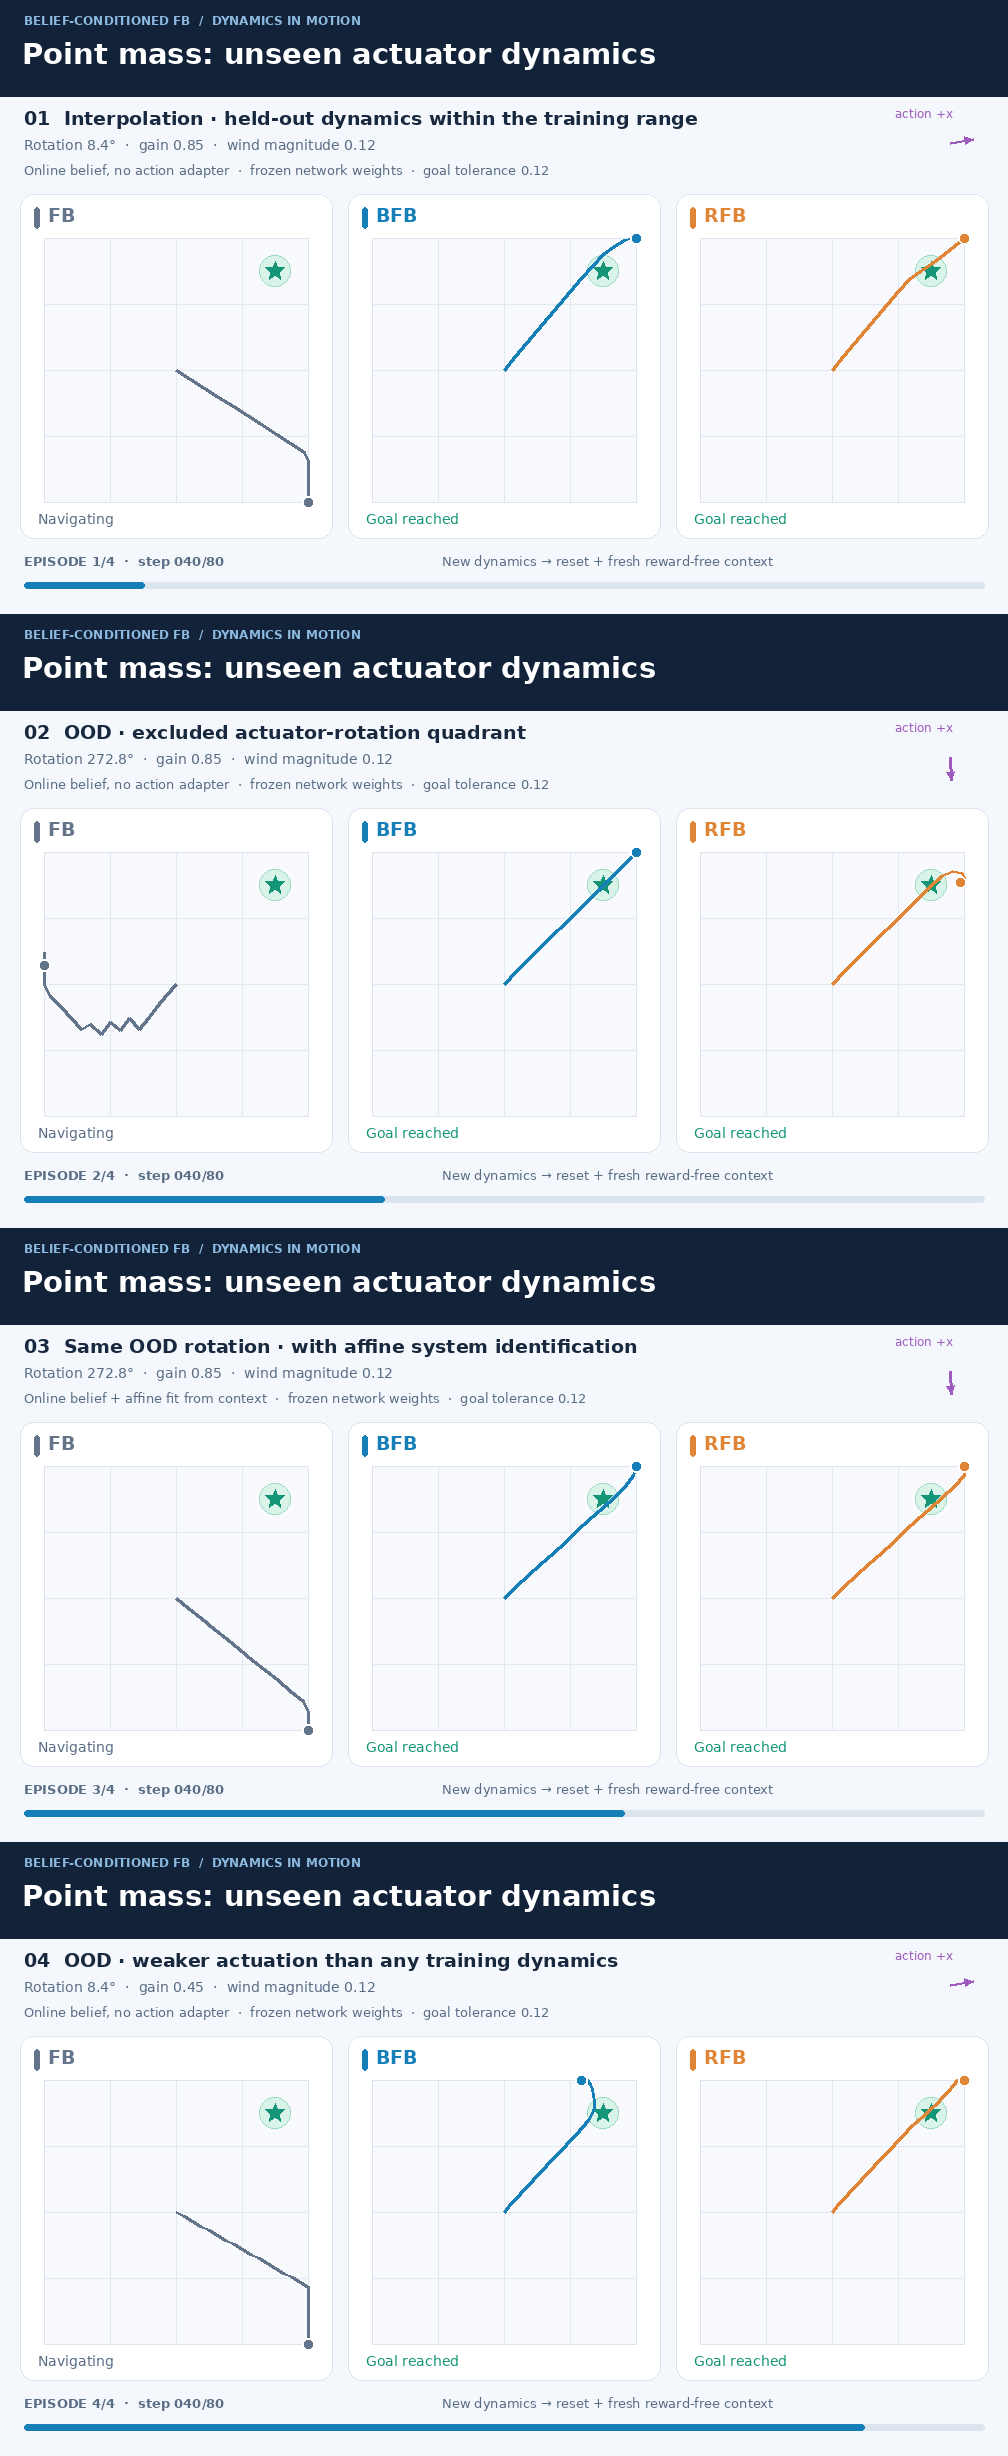 BELIEF-CONDITIONED FB / DYNAMICS IN MOTION
Point mass: unseen actuator dynamics
01 Interpolation · held-out dynamics within the training range
action +x
Rotation 8.4° · gain 0.85 · wind magnitude 0.12
Online belief, no action adapter · frozen network weights · goal tolerance 0.12
FB
BFB
RFB
Navigating
Goal reached
Goal reached
EPISODE 1/4 · step 040/80
New dynamics → reset + fresh reward-free context
BELIEF-CONDITIONED FB / DYNAMICS IN MOTION
Point mass: unseen actuator dynamics
02 OOD · excluded actuator-rotation quadrant
action +x
Rotation 272.8° · gain 0.85 · wind magnitude 0.12
Online belief, no action adapter · frozen network weights · goal tolerance 0.12
FB
BFB
RFB
Navigating
Goal reached
Goal reached
EPISODE 2/4 · step 040/80
New dynamics → reset + fresh reward-free context
BELIEF-CONDITIONED FB / DYNAMICS IN MOTION
Point mass: unseen actuator dynamics
03 Same OOD rotation · with affine system identification
action +x
Rotation 272.8° · gain 0.85 · wind magnitude 0.12
Online belief + affine fit from context · frozen network weights · goal tolerance 0.12
FB
BFB
RFB
Navigating
Goal reached
Goal reached
EPISODE 3/4 · step 040/80
New dynamics → reset + fresh reward-free context
BELIEF-CONDITIONED FB / DYNAMICS IN MOTION
Point mass: unseen actuator dynamics
04 OOD · weaker actuation than any training dynamics
action +x
Rotation 8.4° · gain 0.45 · wind magnitude 0.12
Online belief, no action adapter · frozen network weights · goal tolerance 0.12
FB
BFB
RFB
Navigating
Goal reached
Goal reached
EPISODE 4/4 · step 040/80
New dynamics → reset + fresh reward-free context